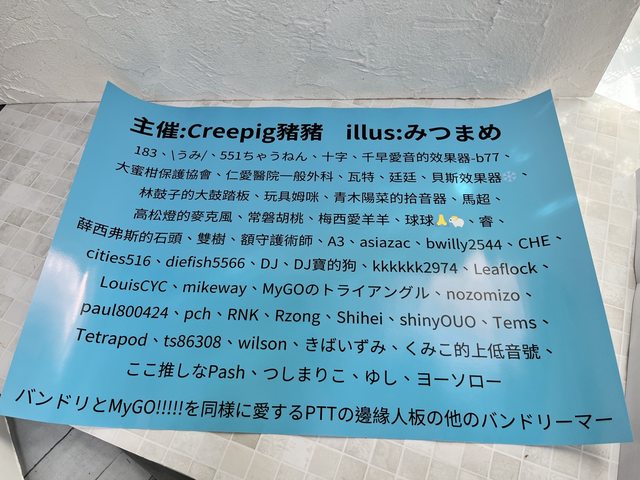 主催:Creepig豬豬 illus:みつまめ
183、\うみ/、551ちゃうねん、十字、千早愛音的效果器-b77、
大蜜柑保護協會、仁愛醫院一般外科、瓦特、廷廷、貝斯效果器❄️、
林鼓子的大鼓踏板、玩具姆咪、青木陽菜的拾音器、馬超、
高松燈的麥克風、常磐胡桃、梅西愛羊羊、球球🙏🐑、睿、
薛西弗斯的石頭、雙樹、額守護術師、A3、asiazac、bwilly2544、CHE、
cities516、diefish5566、DJ、DJ寶的狗、kkkkkk2974、Leaflock、
LouisCYC、mikeway、MyGOのトライアングル、nozomizo、
paul800424、pch、RNK、Rzong、Shihei、shinyOUO、Tems、
Tetrapod、ts86308、wilson、きばいずみ、くみこ的上低音號、
ここ推しなPash、つしまりこ、ゆし、ヨーソロー
バンドリとMyGO!!!!!を同様に愛するPTTの邊緣人板の他のバンドリーマー